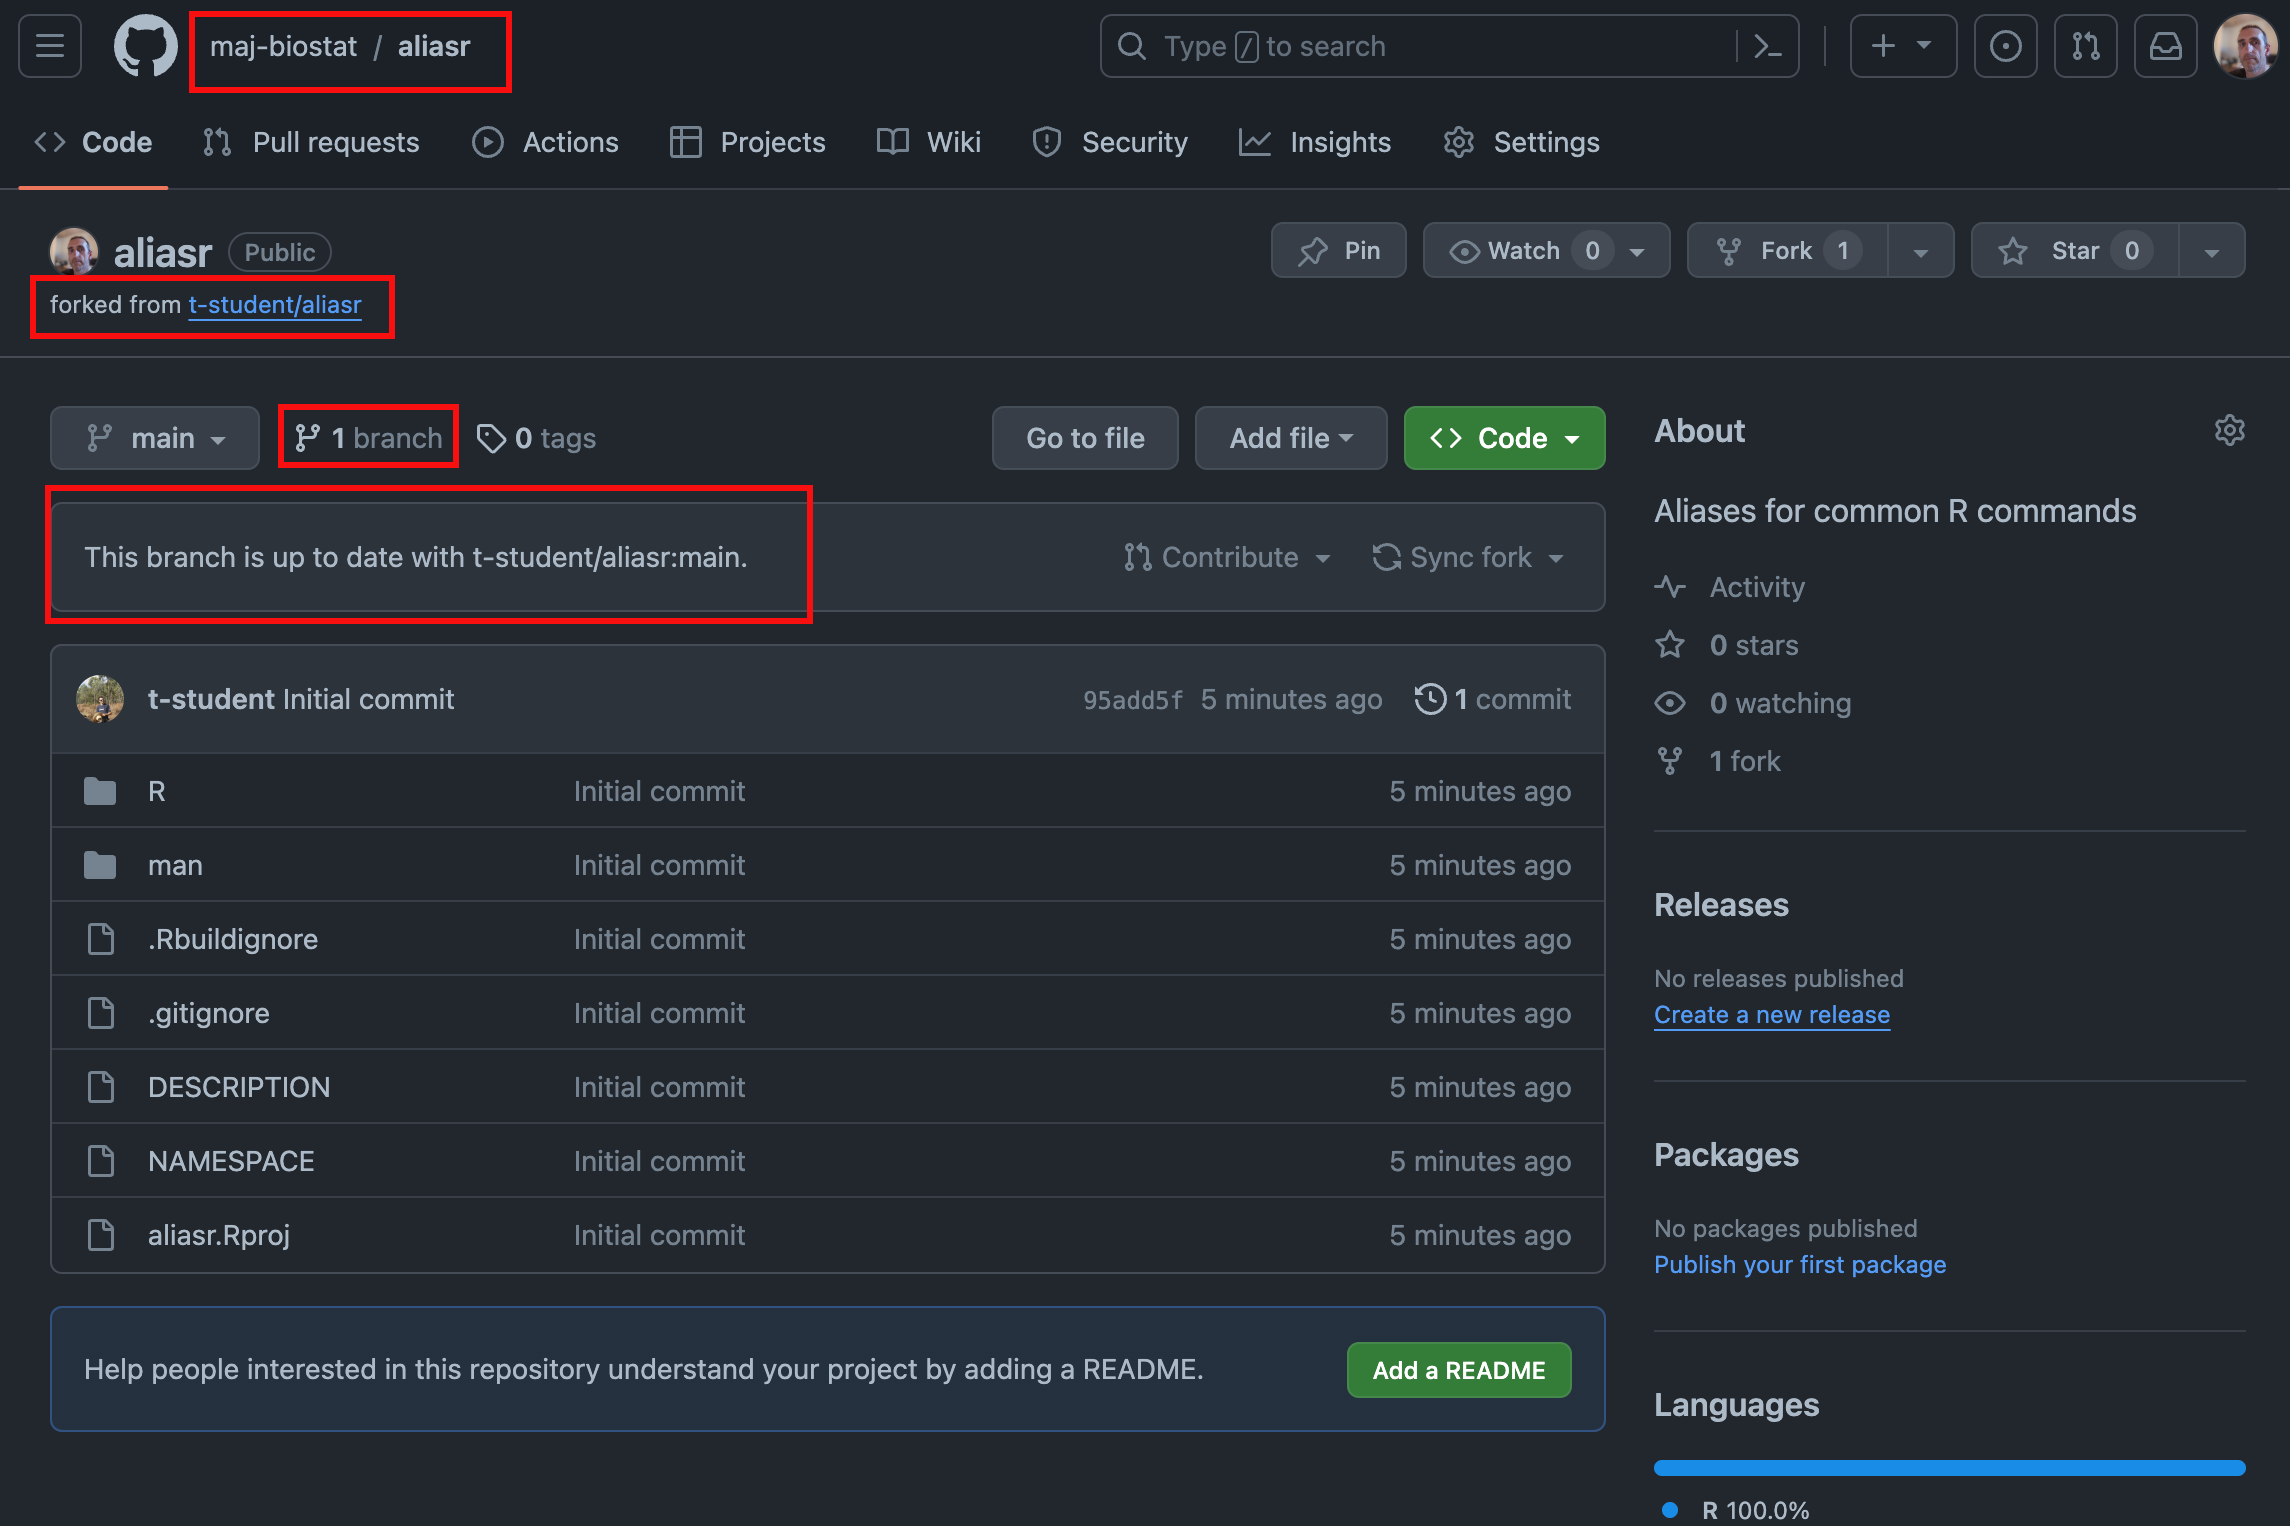 maj-biostat / aliasr
Type / to search
Code Pull requests Actions Projects Wiki Security Insights Settings
aliasr Public
Pin Watch 0 Fork 1 Star 0
forked from t-student/aliasr
main 1 branch 0 tags Go to file Add file Code
This branch is up to date with t-student/aliasr:main. Contribute Sync fork
t-student Initial commit 95add5f 5 minutes ago 1 commit
R Initial commit 5 minutes ago
man Initial commit 5 minutes ago
.Rbuildignore Initial commit 5 minutes ago
.gitignore Initial commit 5 minutes ago
DESCRIPTION Initial commit 5 minutes ago
NAMESPACE Initial commit 5 minutes ago
aliasr.Rproj Initial commit 5 minutes ago
Help people interested in this repository understand your project by adding a README. Add a README
About
Aliases for common R commands
Activity
0 stars
0 watching
1 fork
Releases
No releases published
Create a new release
Packages
No packages published
Publish your first package
Languages
R 100.0%